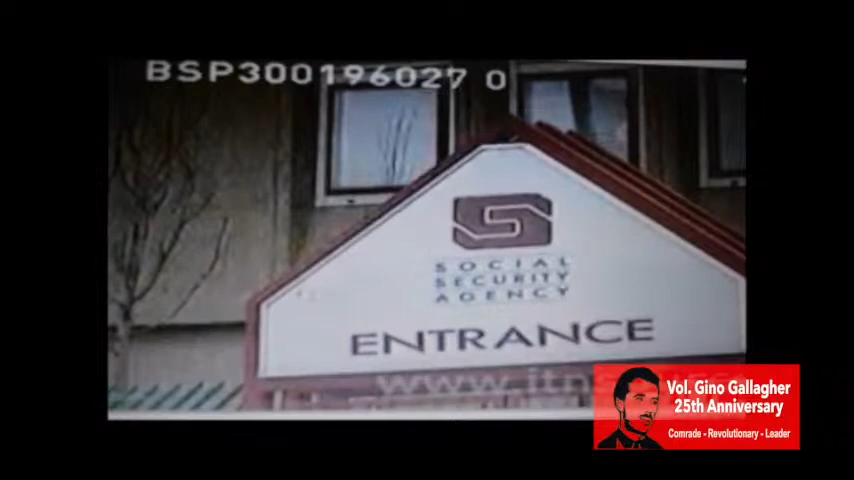 BSP300196027 0
SOCIAL
SECURITY
AGENCY
ENTRANCE
Vol. Gino Gallagher
25th Anniversary
Comrade - Revolutionary - Leader